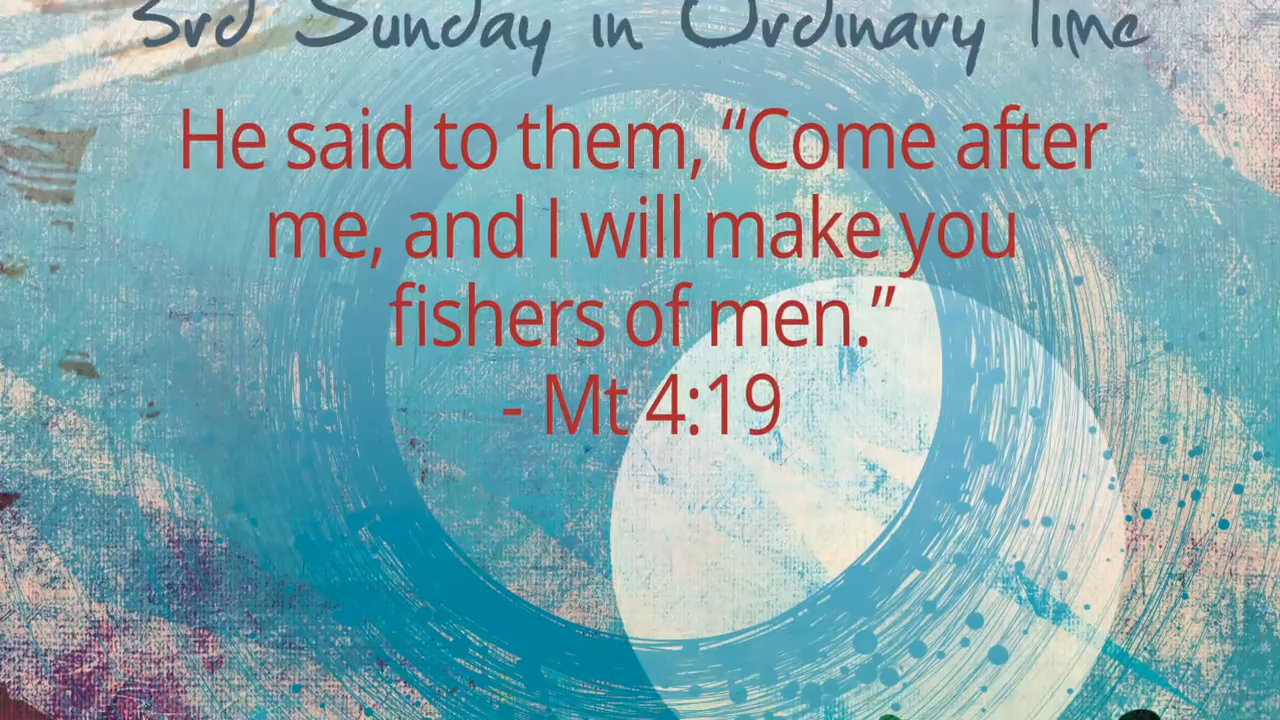 3rd Sunday in Ordinary Time
He said to them, “Come after
me, and I will make you
fishers of men.”
- Mt 4:19